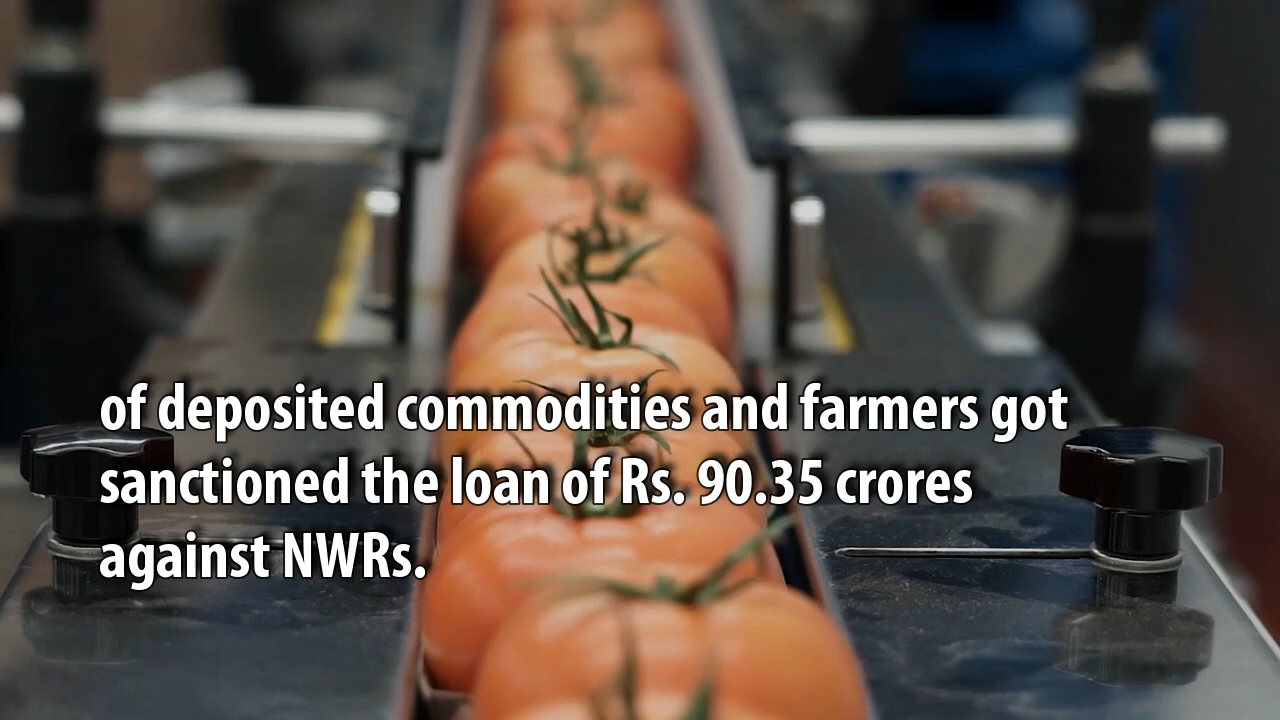 of deposited commodities and farmers got
sanctioned the loan of Rs. 90.35 crores
against NWRs.